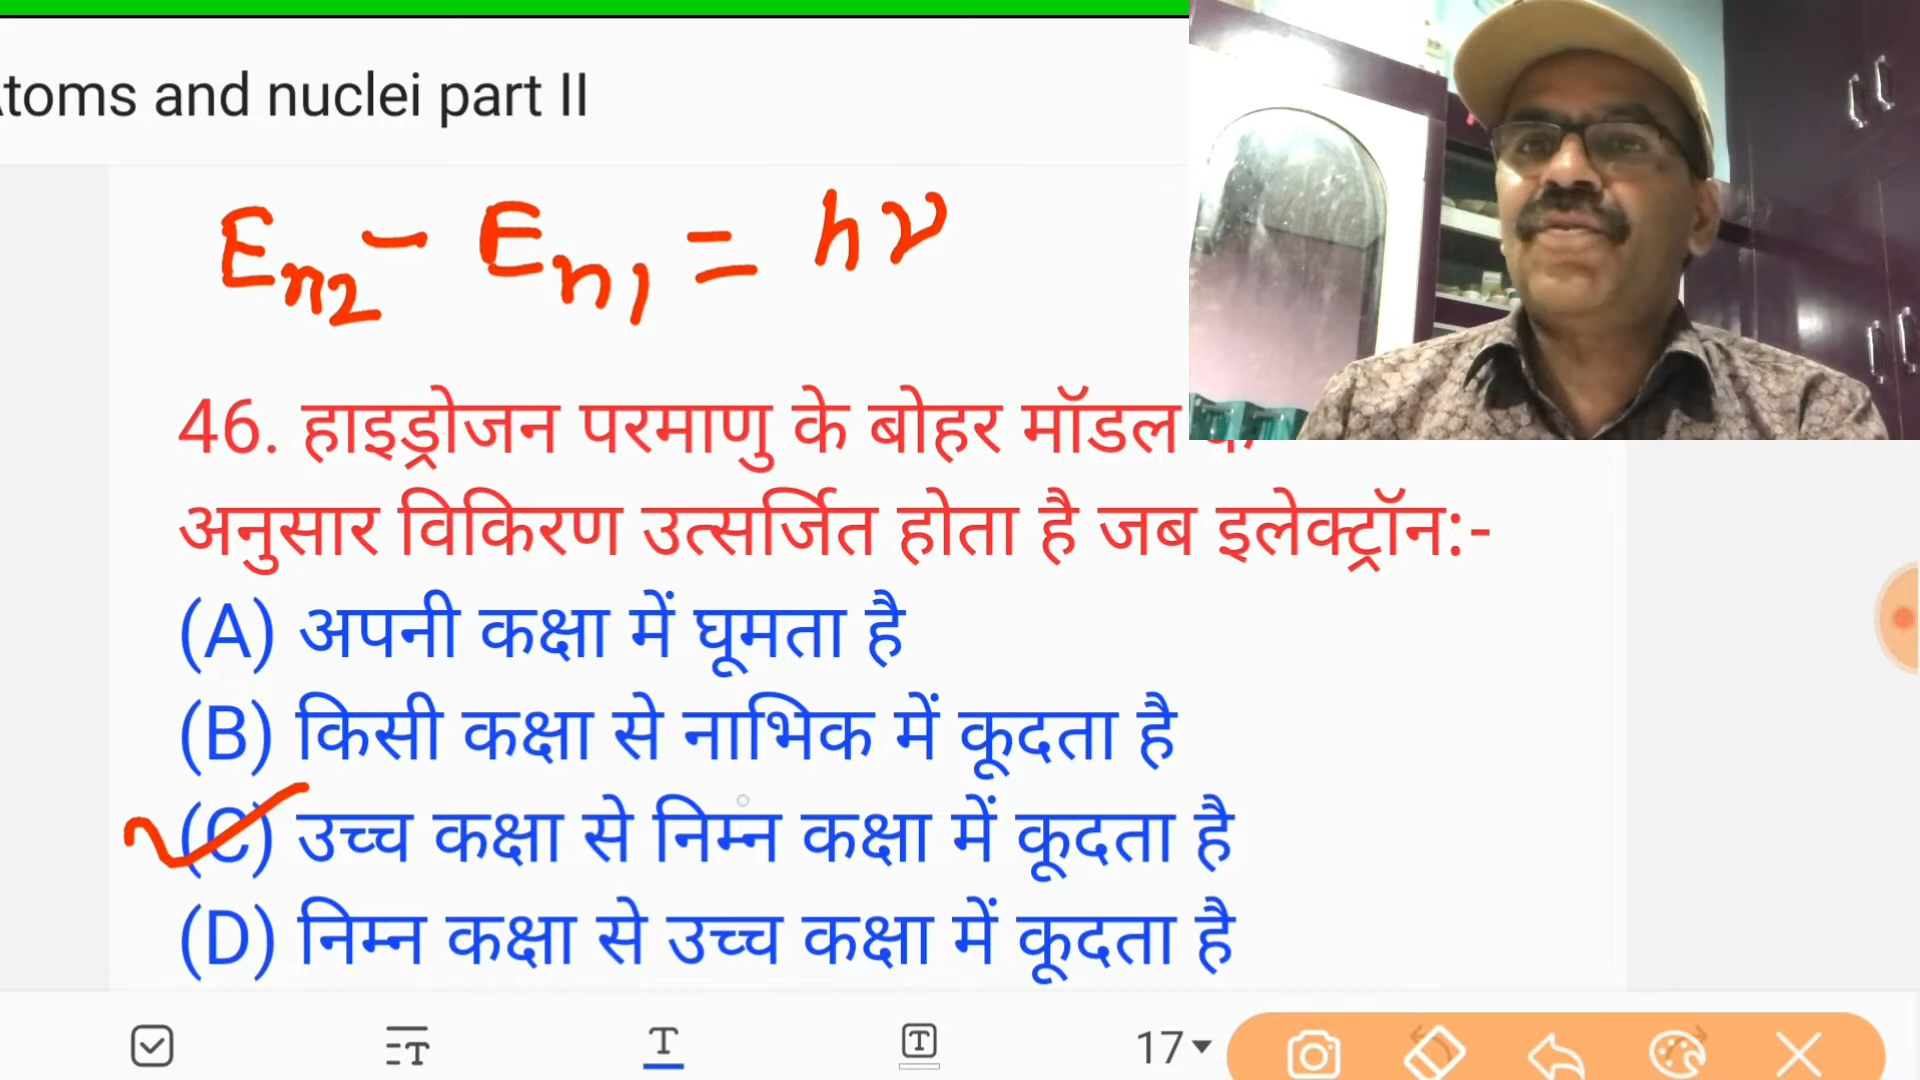 toms and nuclei part II
En2 - En1 = hν
46. हाइड्रोजन परमाणु के बोहर मॉडल
अनुसार विकिरण उत्सर्जित होता है जब इलेक्ट्रॉन:-
(A) अपनी कक्षा में घूमता है
(B) किसी कक्षा से नाभिक में कूदता है
(C) उच्च कक्षा से निम्न कक्षा में कूदता है
(D) निम्न कक्षा से उच्च कक्षा में कूदता है
17